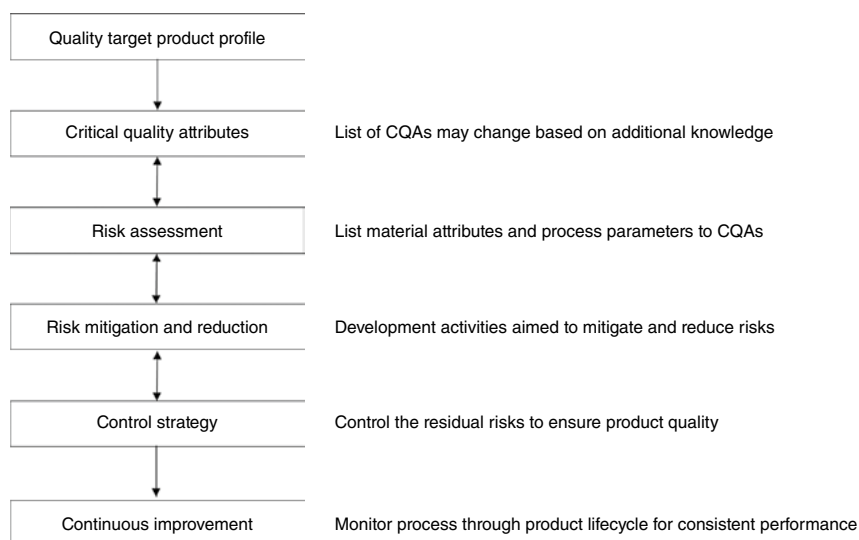 Quality target product profile
Critical quality attributes
List of CQAs may change based on additional knowledge
Risk assessment
List material attributes and process parameters to CQAs
Risk mitigation and reduction
Development activities aimed to mitigate and reduce risks
Control strategy
Control the residual risks to ensure product quality
Continuous improvement
Monitor process through product lifecycle for consistent performance